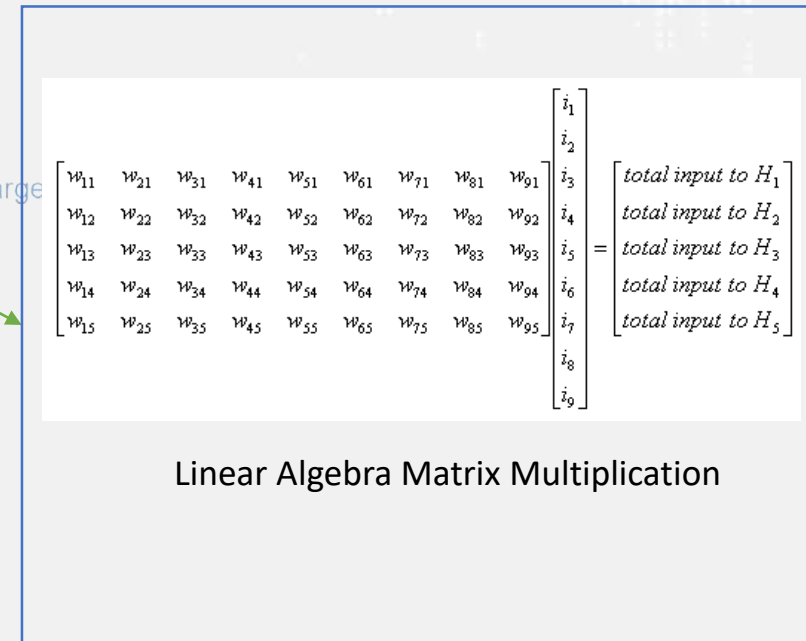 i₁
i₂
arge
w₁₁ w₂₁ w₃₁ w₄₁ w₅₁ w₆₁ w₇₁ w₈₁ w₉₁ i₃ total input to H₁
w₁₂ w₂₂ w₃₂ w₄₂ w₅₂ w₆₂ w₇₂ w₈₂ w₉₂ i₄ total input to H₂
w₁₃ w₂₃ w₃₃ w₄₃ w₅₃ w₆₃ w₇₃ w₈₃ w₉₃ i₅ = total input to H₃
w₁₄ w₂₄ w₃₄ w₄₄ w₅₄ w₆₄ w₇₄ w₈₄ w₉₄ i₆ total input to H₄
w₁₅ w₂₅ w₃₅ w₄₅ w₅₅ w₆₅ w₇₅ w₈₅ w₉₅ i₇ total input to H₅
i₈
i₉
Linear Algebra Matrix Multiplication